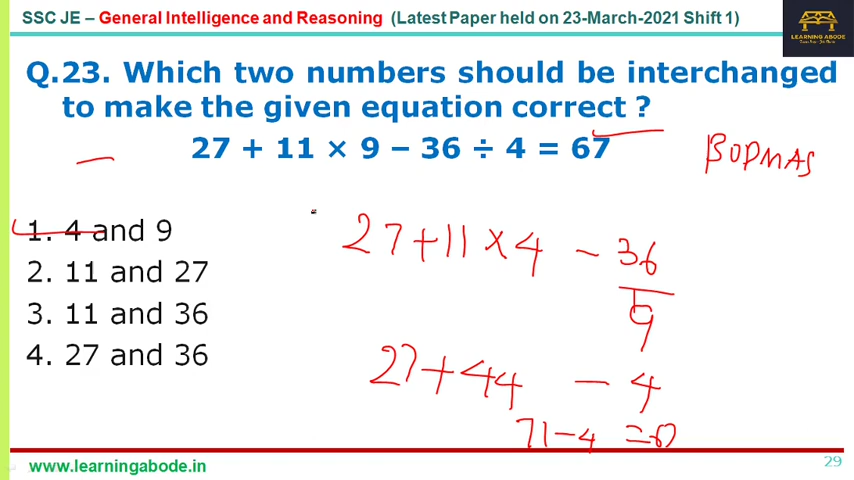 SSC JE – General Intelligence and Reasoning (Latest Paper held on 23-March-2021 Shift 1)
LEARNING ABODE
Q.23. Which two numbers should be interchanged
to make the given equation correct ?
27 + 11 × 9 – 36 ÷ 4 = 67
BODMAS
1. 4 and 9
2. 11 and 27
3. 11 and 36
4. 27 and 36
27+11×4 - 36/9
27+44 - 4
71-4 =
www.learningabode.in
29